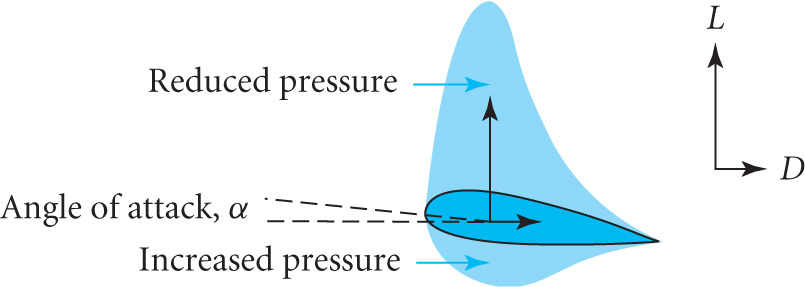 L
Reduced pressure
D
Angle of attack, α
Increased pressure